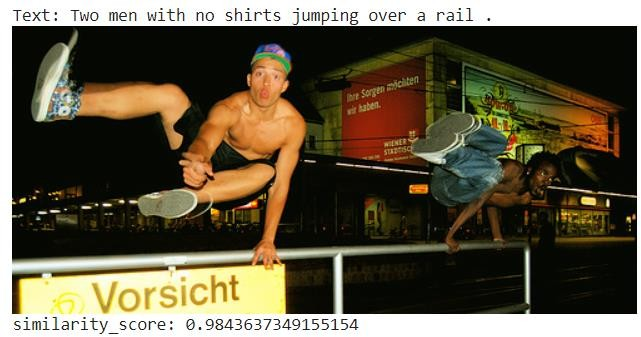 Text: Two men with no shirts jumping over a rail .
Ihre Sorgen möchten
wir haben.
WIENER
STÄDTISCHE
Vorsicht
similarity_score: 0.9843637349155154